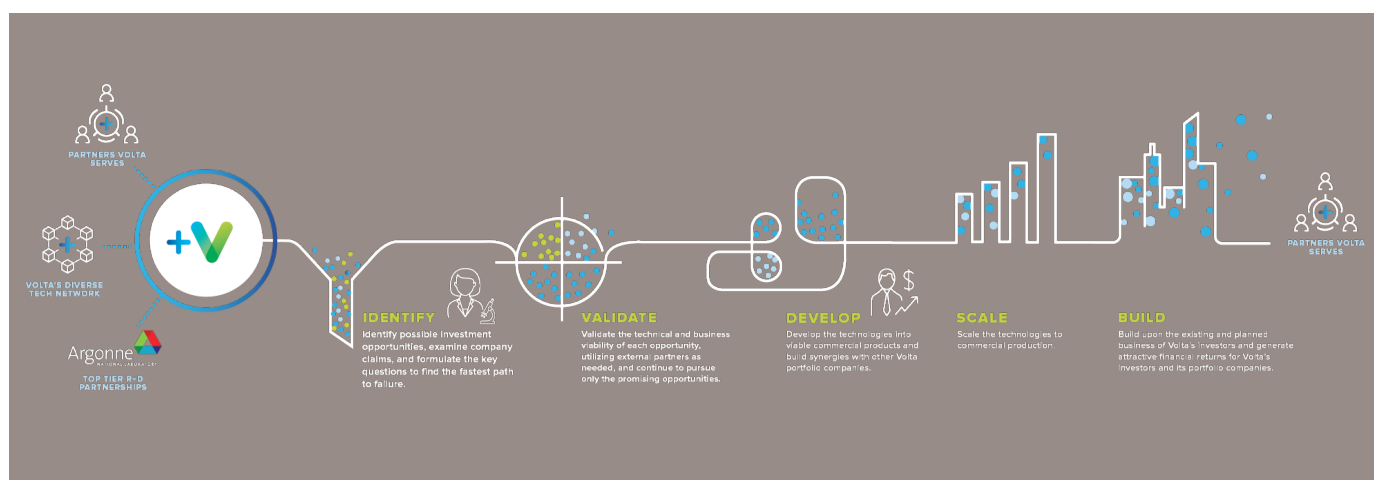 PARTNERS VOLTA
SERVES
+V
VOLTA'S DIVERSE
TECH NETWORK
Argonne
NATIONAL LABORATORY
TOP TIER R+D
PARTNERSHIPS
IDENTIFY
Identify possible investment
opportunities, examine company
claims, and formulate the key
questions to find the fastest path
to failure.
VALIDATE
Validate the technical and business
viability of each opportunity,
utilizing external partners as
needed, and continue to pursue
only the promising opportunities.
DEVELOP
Develop the technologies into
viable commercial products and
build synergies with other Volta
portfolio companies.
$
SCALE
Scale the technologies to
commercial production.
BUILD
Build upon the existing and planned
business of Volta's investors and generate
attractive financial returns for Volta's
investors and its portfolio companies.
PARTNERS VOLTA
SERVES